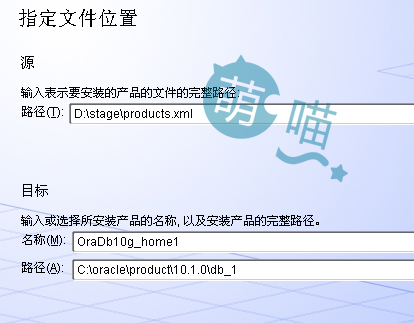 指定文件位置
源
输入表示要安装的产品的文件的完整路径:
路径(T): D:\stage\products.xml
萌喵~
目标
输入或选择所安装产品的名称, 以及安装产品的完整路径。
名称(M): OraDb10g_home1
路径(A): C:\oracle\product\10.1.0\db_1